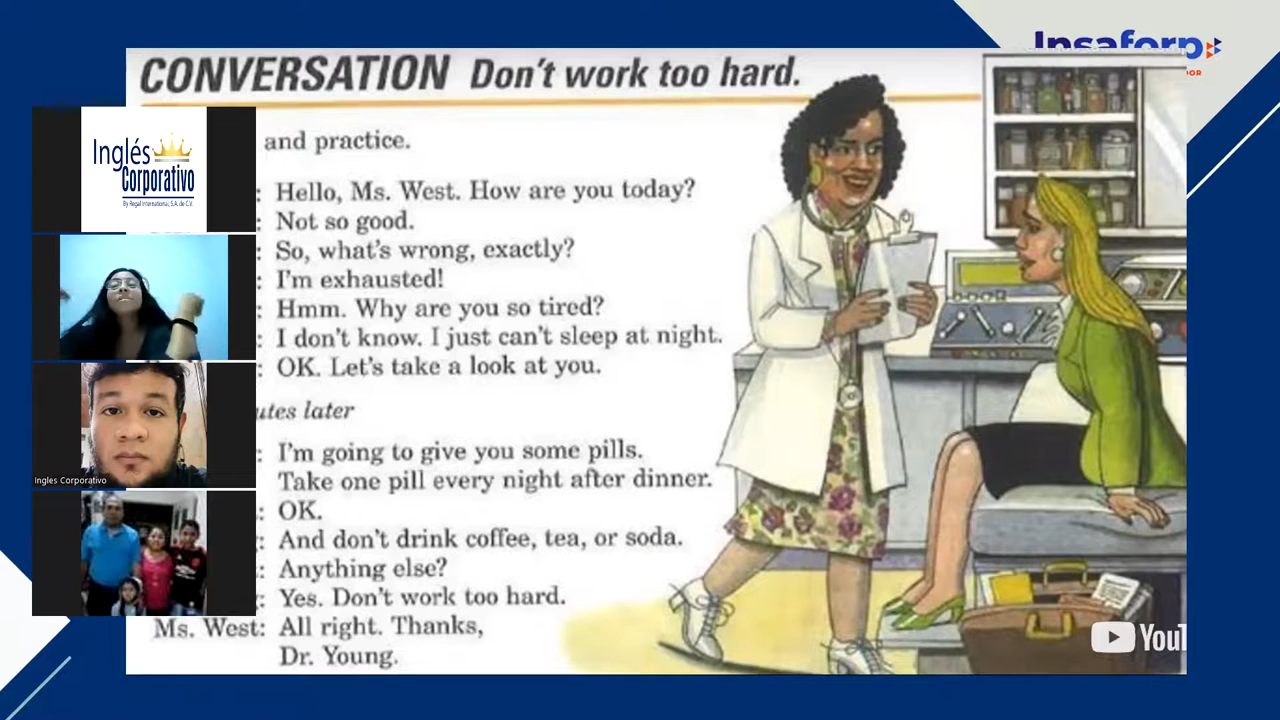 Insaforp
CONVERSATION Don't work too hard.
and practice.
: Hello, Ms. West. How are you today?
: Not so good.
: So, what's wrong, exactly?
: I'm exhausted!
: Hmm. Why are you so tired?
: I don't know. I just can't sleep at night.
: OK. Let's take a look at you.
utes later
: I'm going to give you some pills.
Take one pill every night after dinner.
: OK.
: And don't drink coffee, tea, or soda.
: Anything else?
: Yes. Don't work too hard.
Ms. West: All right. Thanks,
Dr. Young.
Inglés
Corporativo
By Regal International, S.A. de C.V.
Ingles Corporativo